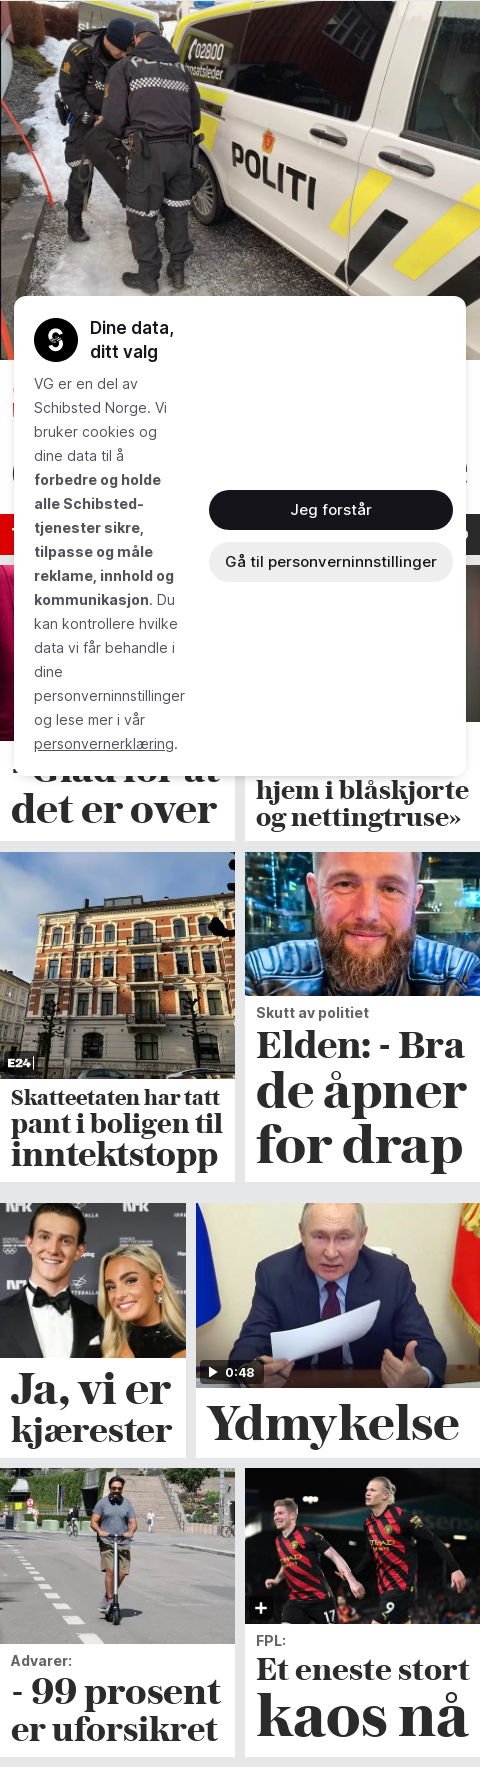 02800
POLITI
POLITI
Dine data,
ditt valg
VG er en del av
Schibsted Norge. Vi
bruker cookies og
dine data til å
forbedre og holde
alle Schibsted-
tjenester sikre,
tilpasse og måle
reklame, innhold og
kommunikasjon. Du
kan kontrollere hvilke
data vi får behandle i
dine
personverninnstillinger
og lese mer i vår
personvernerklæring.
Jeg forstår
Gå til personverninnstillinger
det er over
hjem i blåskjorte
og nettingtruse»
E24
Skatteetaten har tatt
pant i boligen til
inntektstopp
Skutt av politiet
Elden: - Bra
de åpner
for drap
NRK
NRK
Ja, vi er
kjærester
0:48
Ydmykelse
Advarer:
- 99 prosent
er uforsikret
17
9
FPL:
Et eneste stort
kaos nå